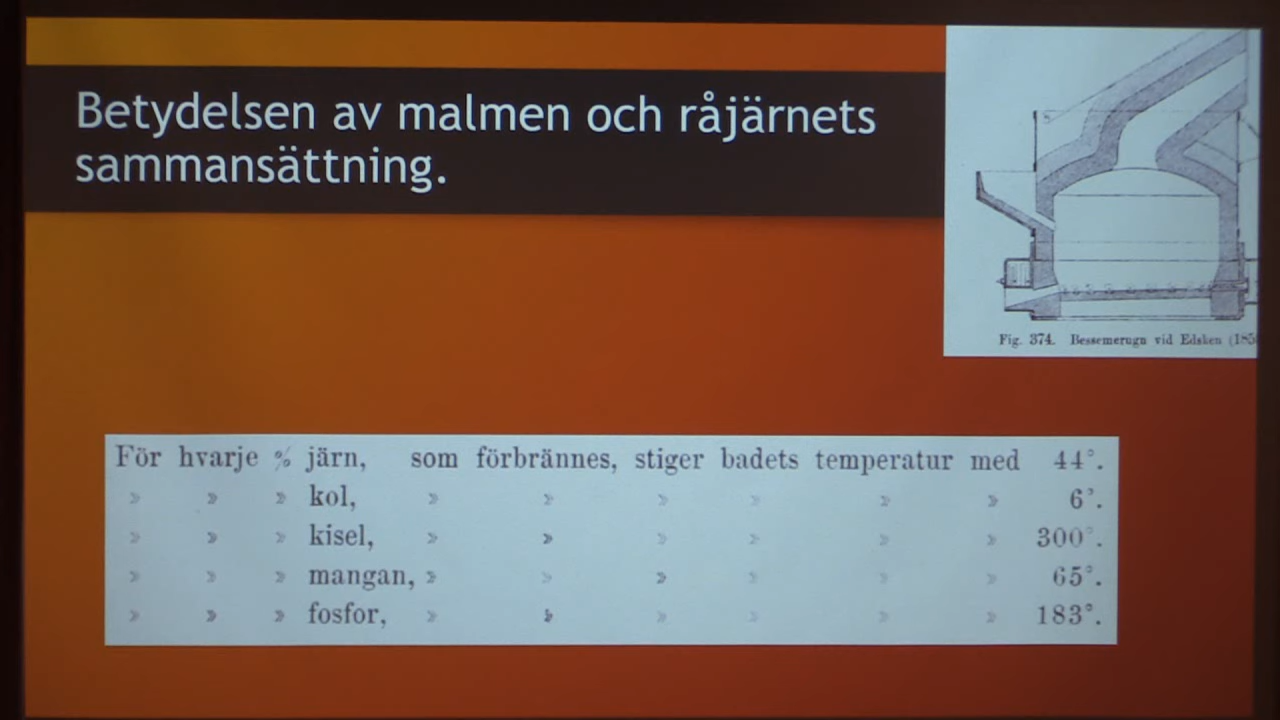 Betydelsen av malmen och råjärnets
sammansättning.
Fig. 374. Bessemerugn vid Edsken (185
För hvarje % järn, som förbrännes, stiger badets temperatur med 44°.
» » » kol, » » » » » » 6°.
» » » kisel, » » » » » » 300°.
» » » mangan, » » » » » » 65°.
» » » fosfor, » » » » » » 183°.